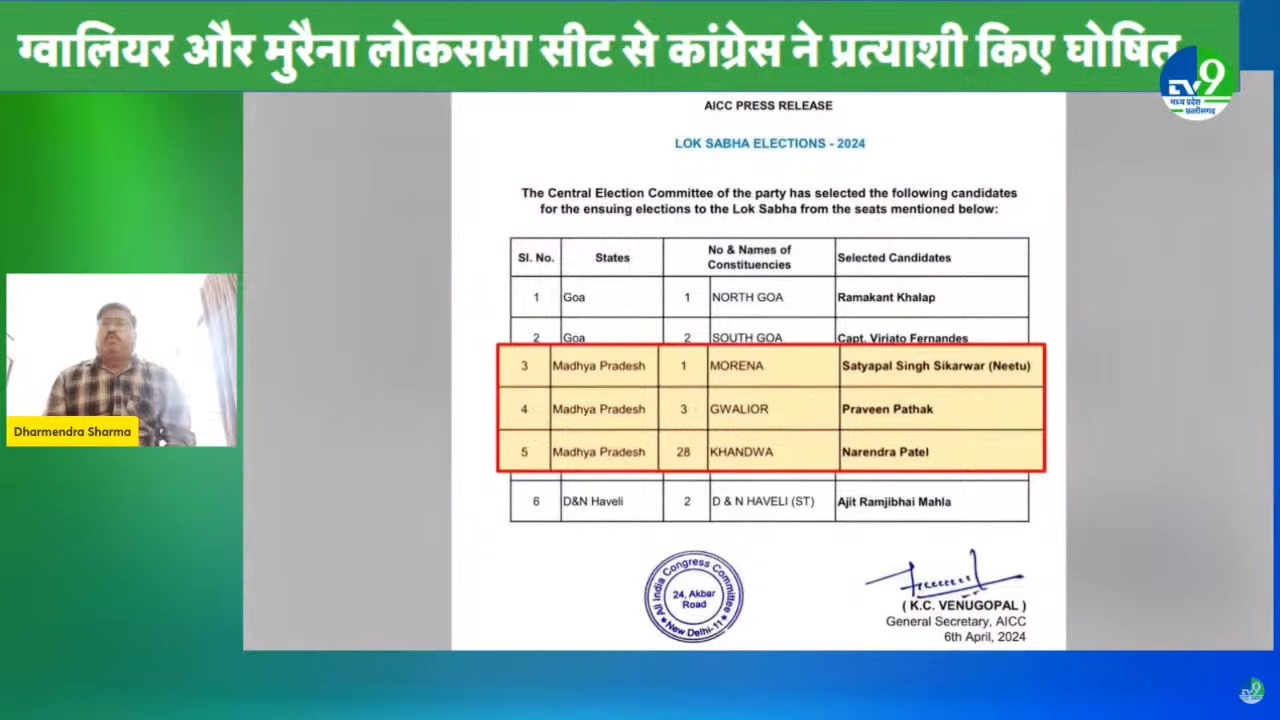 ग्वालियर और मुरैना लोकसभा सीट से कांग्रेस ने प्रत्याशी किए घोषित
TV9
मध्य प्रदेश
छत्तीसगढ़
AICC PRESS RELEASE
LOK SABHA ELECTIONS - 2024
The Central Election Committee of the party has selected the following candidates
for the ensuing elections to the Lok Sabha from the seats mentioned below:
Sl. No. States No & Names of Constituencies Selected Candidates
1 Goa 1 NORTH GOA Ramakant Khalap
2 Goa 2 SOUTH GOA Capt. Viriato Fernandes
3 Madhya Pradesh 1 MORENA Satyapal Singh Sikarwar (Neetu)
4 Madhya Pradesh 3 GWALIOR Praveen Pathak
5 Madhya Pradesh 28 KHANDWA Narendra Patel
6 D&N Haveli 2 D & N HAVELI (ST) Ajit Ramjibhai Mahla
Dharmendra Sharma
All India Congress Committee
24, Akbar
Road
New Delhi-11
( K.C. VENUGOPAL )
General Secretary, AICC
6th April, 2024
TV9